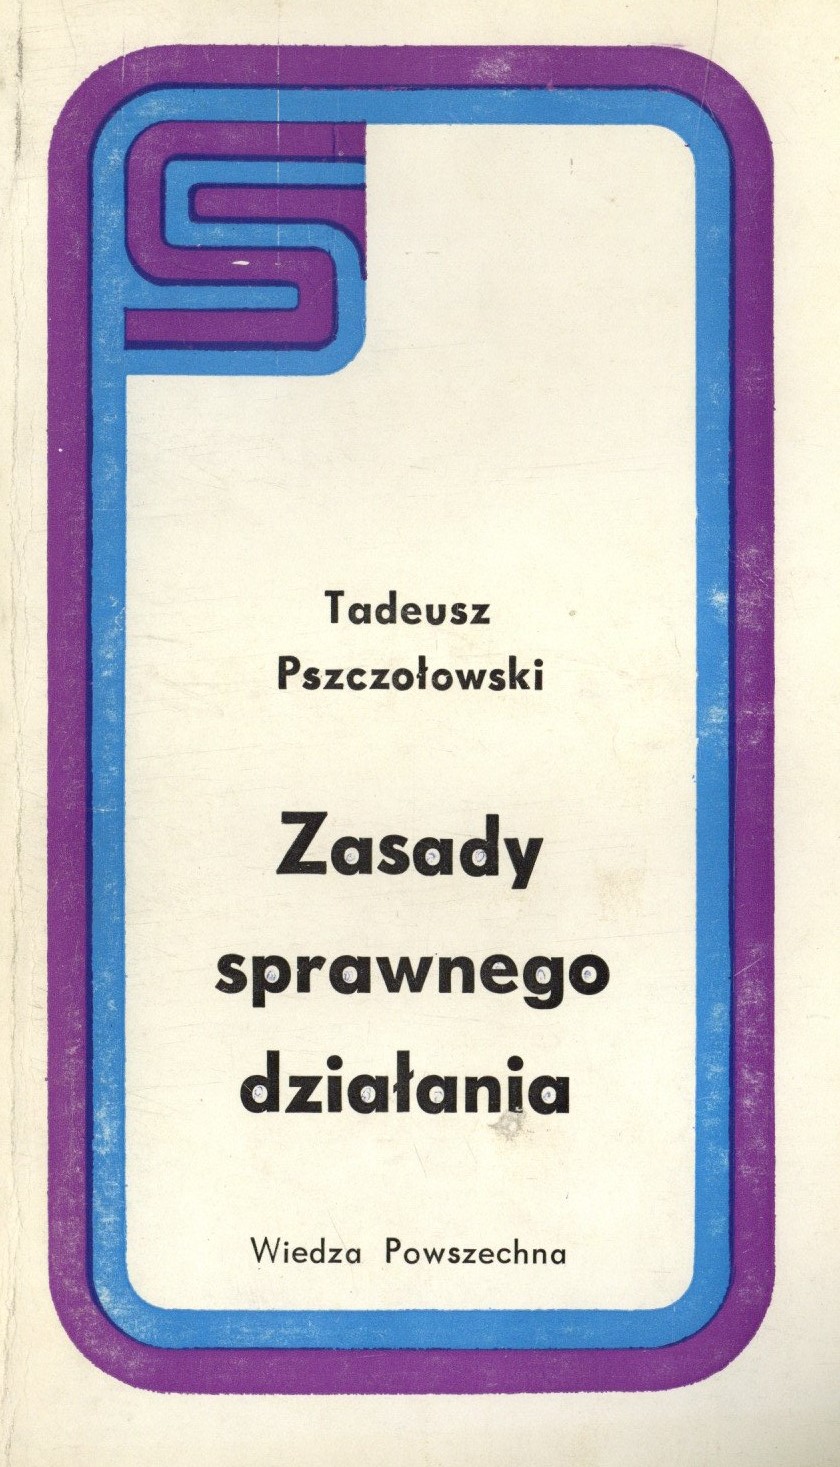 Tadeusz
Pszczołowski
Zasady
sprawnego
działania
Wiedza Powszechna